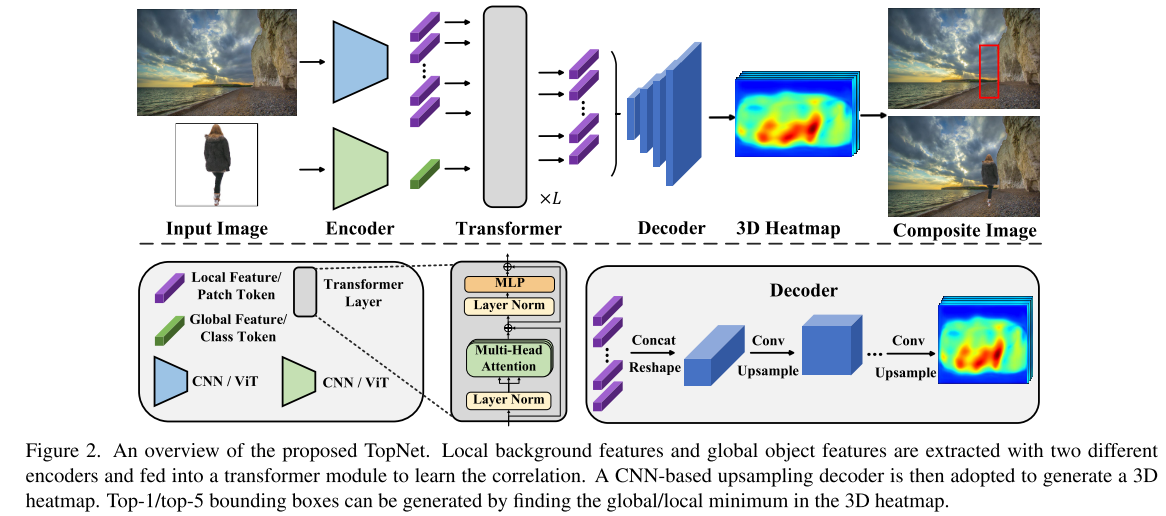 Input Image
Encoder
Transformer
×L
Decoder
3D Heatmap
Composite Image
Local Feature/
Patch Token
Global Feature/
Class Token
CNN / ViT
CNN / ViT
Transformer
Layer
MLP
Layer Norm
Multi-Head
Attention
Layer Norm
Decoder
Concat
Reshape
Conv
Upsample
Conv
Upsample
Figure 2. An overview of the proposed TopNet. Local background features and global object features are extracted with two different
encoders and fed into a transformer module to learn the correlation. A CNN-based upsampling decoder is then adopted to generate a 3D
heatmap. Top-1/top-5 bounding boxes can be generated by finding the global/local minimum in the 3D heatmap.